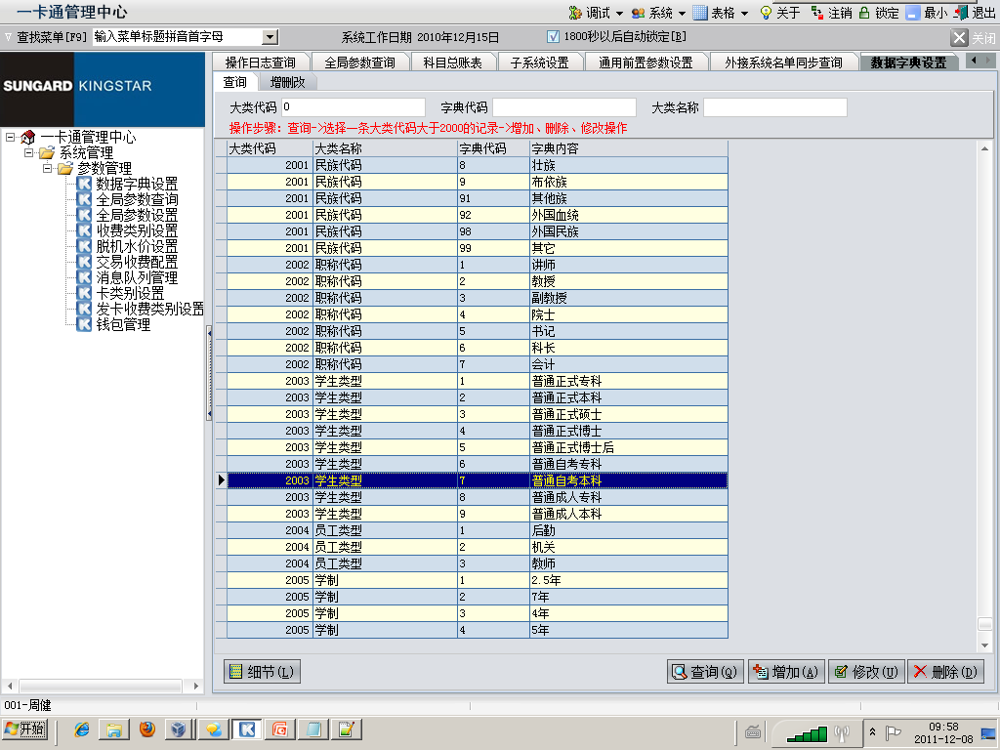 一卡通管理中心
调试 系统 表格 关于 注销 锁定 最小 退出
查找菜单[F9] 输入菜单标题拼音首字母 系统工作日期 2010年12月15日 1800秒以后自动锁定[B] 关闭
SUNGARD KINGSTAR
一卡通管理中心
系统管理
参数管理
数据字典设置
全局参数查询
全局参数设置
收费类别设置
脱机水价设置
交易收费配置
消息队列管理
卡类别设置
发卡收费类别设置
钱包管理
操作日志查询 全局参数查询 科目总账表 子系统设置 通用前置参数设置 外接系统名单同步查询 数据字典设置
查询 增删改
大类代码 0 字典代码 大类名称
操作步骤：查询->选择一条大类代码大于2000的记录->增加、删除、修改操作
大类代码 大类名称 字典代码 字典内容
2001 民族代码 8 壮族
2001 民族代码 9 布依族
2001 民族代码 91 其他族
2001 民族代码 92 外国血统
2001 民族代码 98 外国民族
2001 民族代码 99 其它
2002 职称代码 1 讲师
2002 职称代码 2 教授
2002 职称代码 3 副教授
2002 职称代码 4 院士
2002 职称代码 5 书记
2002 职称代码 6 科长
2002 职称代码 7 会计
2003 学生类型 1 普通正式专科
2003 学生类型 2 普通正式本科
2003 学生类型 3 普通正式硕士
2003 学生类型 4 普通正式博士
2003 学生类型 5 普通正式博士后
2003 学生类型 6 普通自考专科
2003 学生类型 7 普通自考本科
2003 学生类型 8 普通成人专科
2003 学生类型 9 普通成人本科
2004 员工类型 1 后勤
2004 员工类型 2 机关
2004 员工类型 3 教师
2005 学制 1 2.5年
2005 学制 2 7年
2005 学制 3 4年
2005 学制 4 5年
细节(L) 查询(Q) 增加(A) 修改(U) 删除(D)
001-周健
开始
09:58
2011-12-08